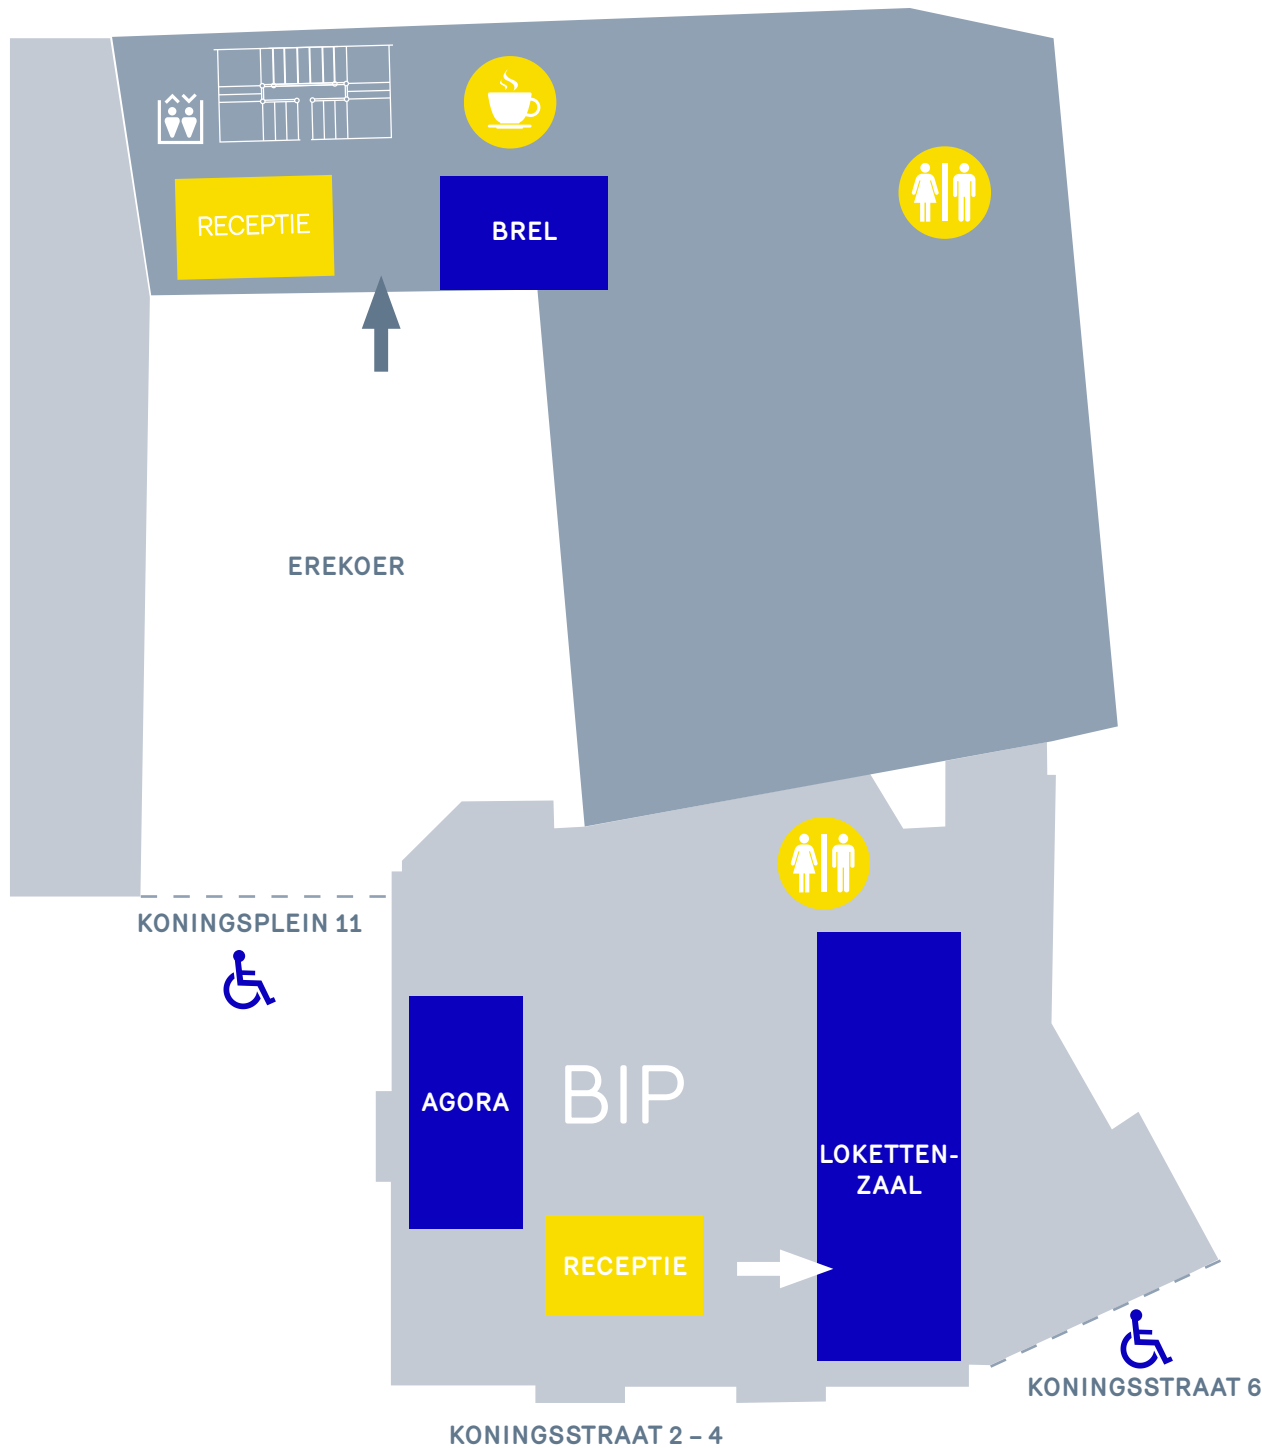 RECEPTIE
BREL
EREKOER
KONINGSPLEIN 11
AGORA
BIP
LOKETTEN-
ZAAL
RECEPTIE
KONINGSSTRAAT 6
KONINGSSTRAAT 2 – 4